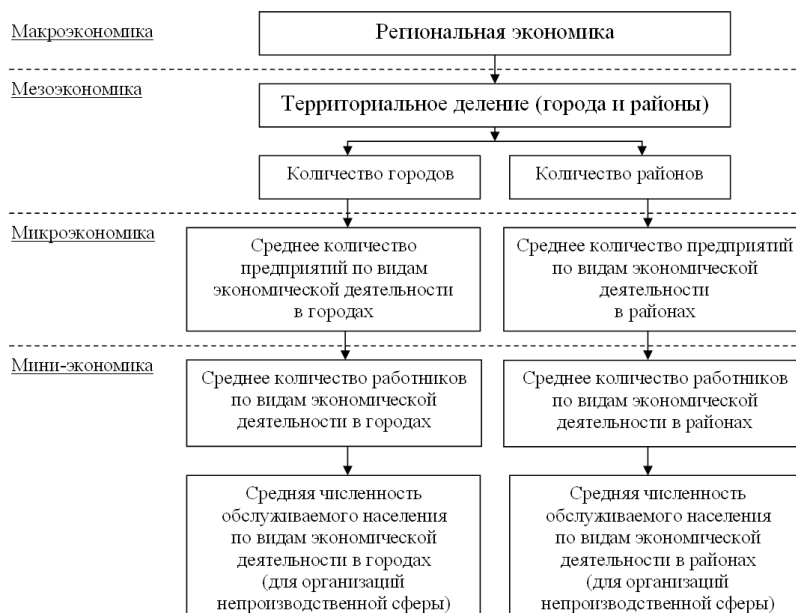 Макроэкономика
Региональная экономика
Мезоэкономика
Территориальное деление (города и районы)
Количество городов
Количество районов
Микроэкономика
Среднее количество
предприятий по видам
экономической деятельности
в городах
Среднее количество предприятий
по видам экономической
деятельности
в районах
Мини-экономика
Среднее количество работников
по видам экономической
деятельности в городах
Среднее количество работников
по видам экономической
деятельности в районах
Средняя численность
обслуживаемого населения
по видам экономической
деятельности в городах
(для организаций
непроизводственной сферы)
Средняя численность
обслуживаемого населения
по видам экономической
деятельности в районах
(для организаций
непроизводственной сферы)